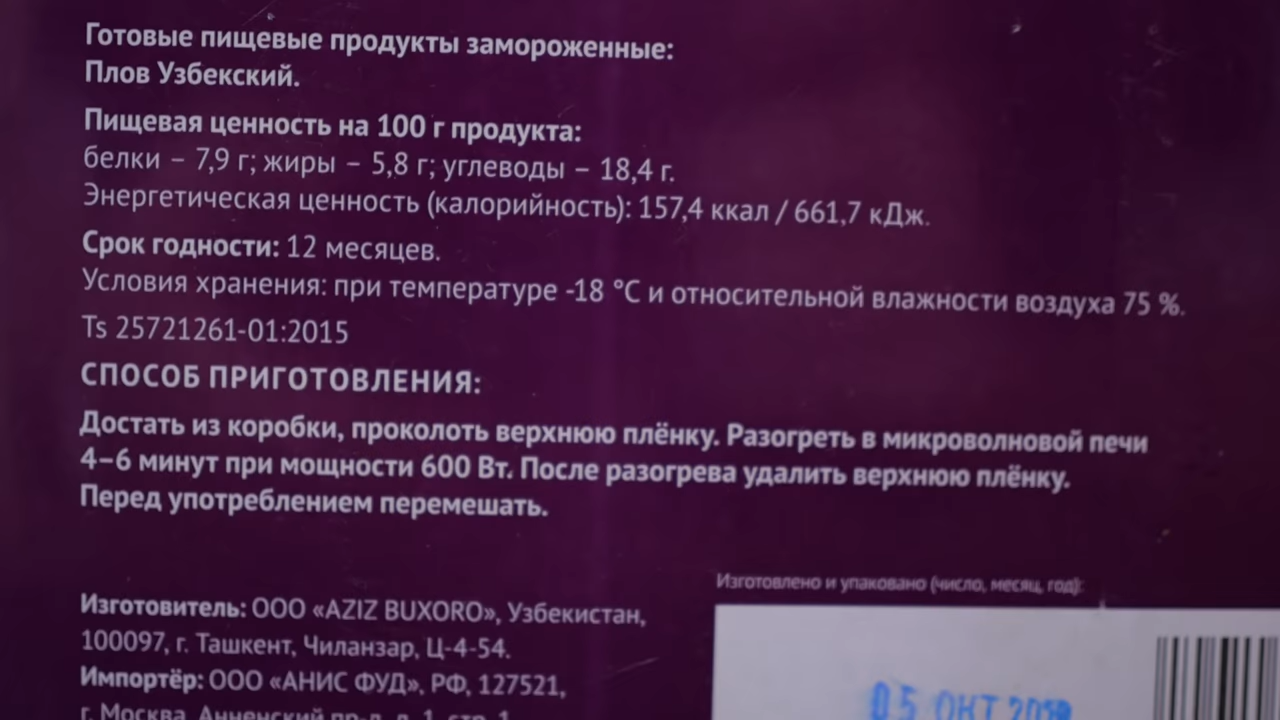 Готовые пищевые продукты замороженные:
Плов Узбекский.
Пищевая ценность на 100 г продукта:
белки – 7,9 г; жиры – 5,8 г; углеводы – 18,4 г.
Энергетическая ценность (калорийность): 157,4 ккал / 661,7 кДж.
Срок годности: 12 месяцев.
Условия хранения: при температуре -18 °С и относительной влажности воздуха 75 %.
Ts 25721261-01:2015
СПОСОБ ПРИГОТОВЛЕНИЯ:
Достать из коробки, проколоть верхнюю плёнку. Разогреть в микроволновой печи
4–6 минут при мощности 600 Вт. После разогрева удалить верхнюю плёнку.
Перед употреблением перемешать.
Изготовлено и упаковано (число, месяц, год):
Изготовитель: ООО «AZIZ BUXORO», Узбекистан,
100097, г. Ташкент, Чиланзар, Ц-4-54.
Импортёр: ООО «АНИС ФУД», РФ, 127521,
г. Москва, Анненский
05 ОКТ